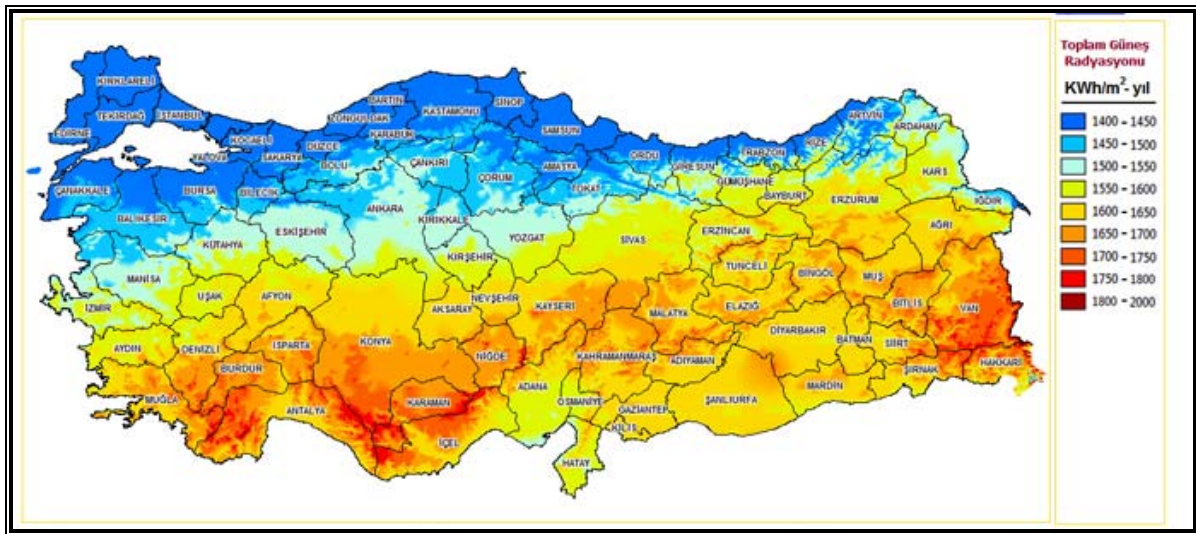 Toplam Güneş
Radyasyonu
KWh/m²- yıl
1400 - 1450
1450 - 1500
1500 - 1550
1550 - 1600
1600 - 1650
1650 - 1700
1700 - 1750
1750 - 1800
1800 - 2000
KIRKLARELİ
TEKİRDAĞ
İSTANBUL
EDİRNE
KOCAELİ
YALOVA
SAKARYA
DÜZCE
ZONGULDAK
BARTIN
KARABÜK
BOLU
KASTAMONU
SİNOP
SAMSUN
ÇANKIRI
ÇORUM
AMASYA
TOKAT
ORDU
GİRESUN
TRABZON
RİZE
ARTVİN
ARDAHAN
KARS
IĞDIR
GÜMÜŞHANE
BAYBURT
ERZURUM
AĞRI
ÇANAKKALE
BALIKESİR
BURSA
BİLECİK
KÜTAHYA
ESKİŞEHİR
ANKARA
KIRIKKALE
KIRŞEHİR
YOZGAT
SİVAS
ERZİNCAN
TUNCELİ
BİNGÖL
MUŞ
BİTLİS
VAN
MANİSA
İZMİR
UŞAK
AFYON
AKSARAY
NEVŞEHİR
KAYSERİ
MALATYA
ELAZIĞ
DİYARBAKIR
BATMAN
SİİRT
ŞIRNAK
HAKKARİ
AYDIN
DENİZLİ
ISPARTA
BURDUR
KONYA
NİĞDE
KAHRAMANMARAŞ
ADIYAMAN
MARDİN
MUĞLA
ANTALYA
KARAMAN
İÇEL
ADANA
OSMANİYE
GAZİANTEP
KİLİS
ŞANLIURFA
HATAY